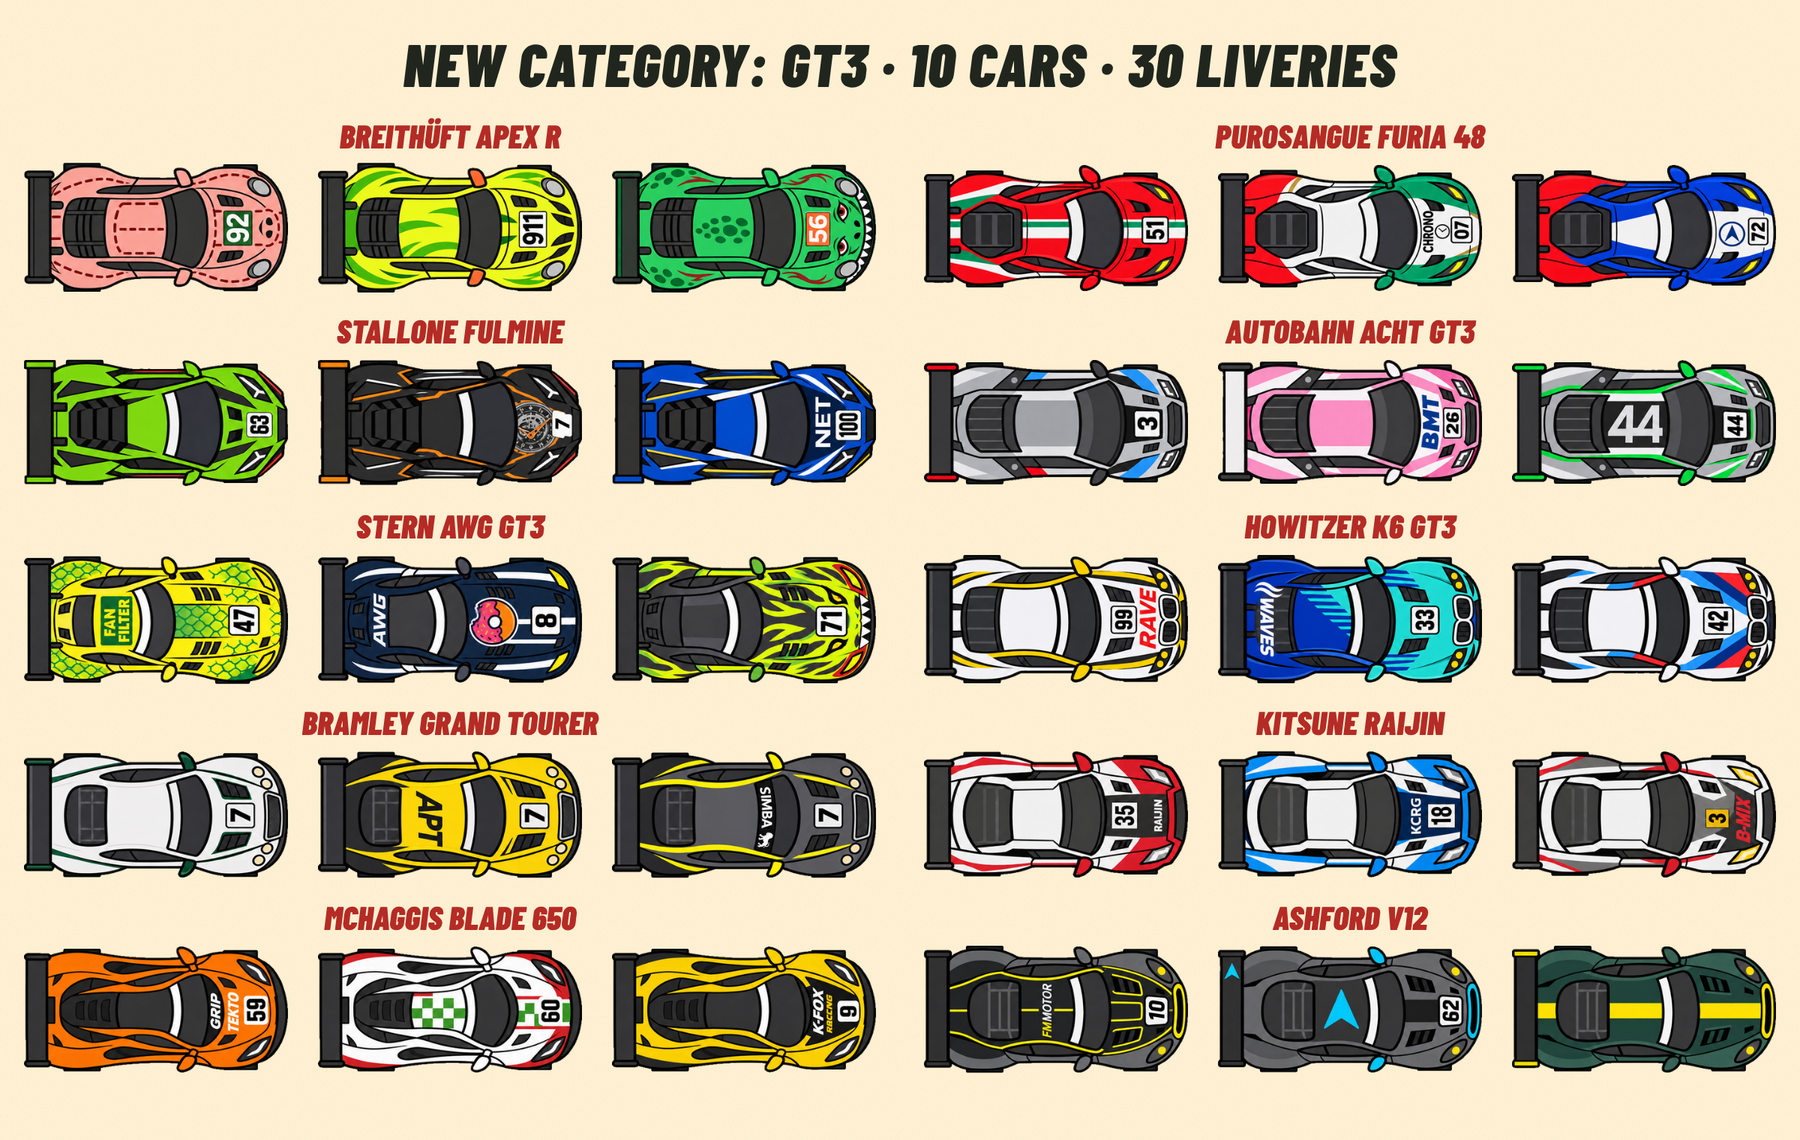 NEW CATEGORY: GT3 · 10 CARS · 30 LIVERIES
BREITHÜFT APEX R
92
911
56
PUROSANGUE FURIA 48
51
CHRONO
07
72
STALLONE FULMINE
63
7
NET
100
AUTOBAHN ACHT GT3
3
BMT
26
44
44
STERN AWG GT3
FAN
FILTER
47
AWG
8
71
HOWITZER K6 GT3
99
RAVE
WAVES
33
42
BRAMLEY GRAND TOURER
7
APT
7
SIMBA
7
KITSUNE RAIJIN
35
RAIJIN
KCRG
18
3
B-MIX
MCHAGGIS BLADE 650
GRIP
TEKTO
59
60
K-FOX
9
ASHFORD V12
FMMOTOR
10
62